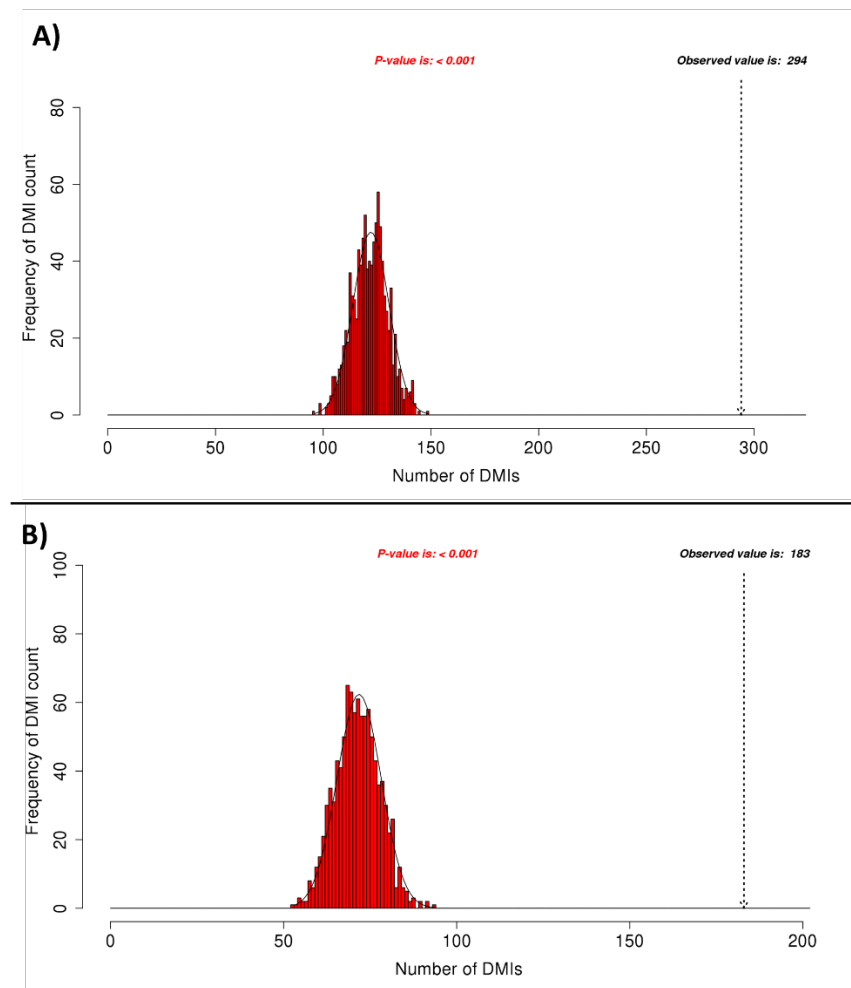 A)
P-value is: < 0.001 Observed value is: 294
80
60
40
20
0
Frequency of DMI count
0 50 100 150 200 250 300
Number of DMIs
B)
P-value is: < 0.001 Observed value is: 183
100
80
60
40
20
0
Frequency of DMI count
0 50 100 150 200
Number of DMIs